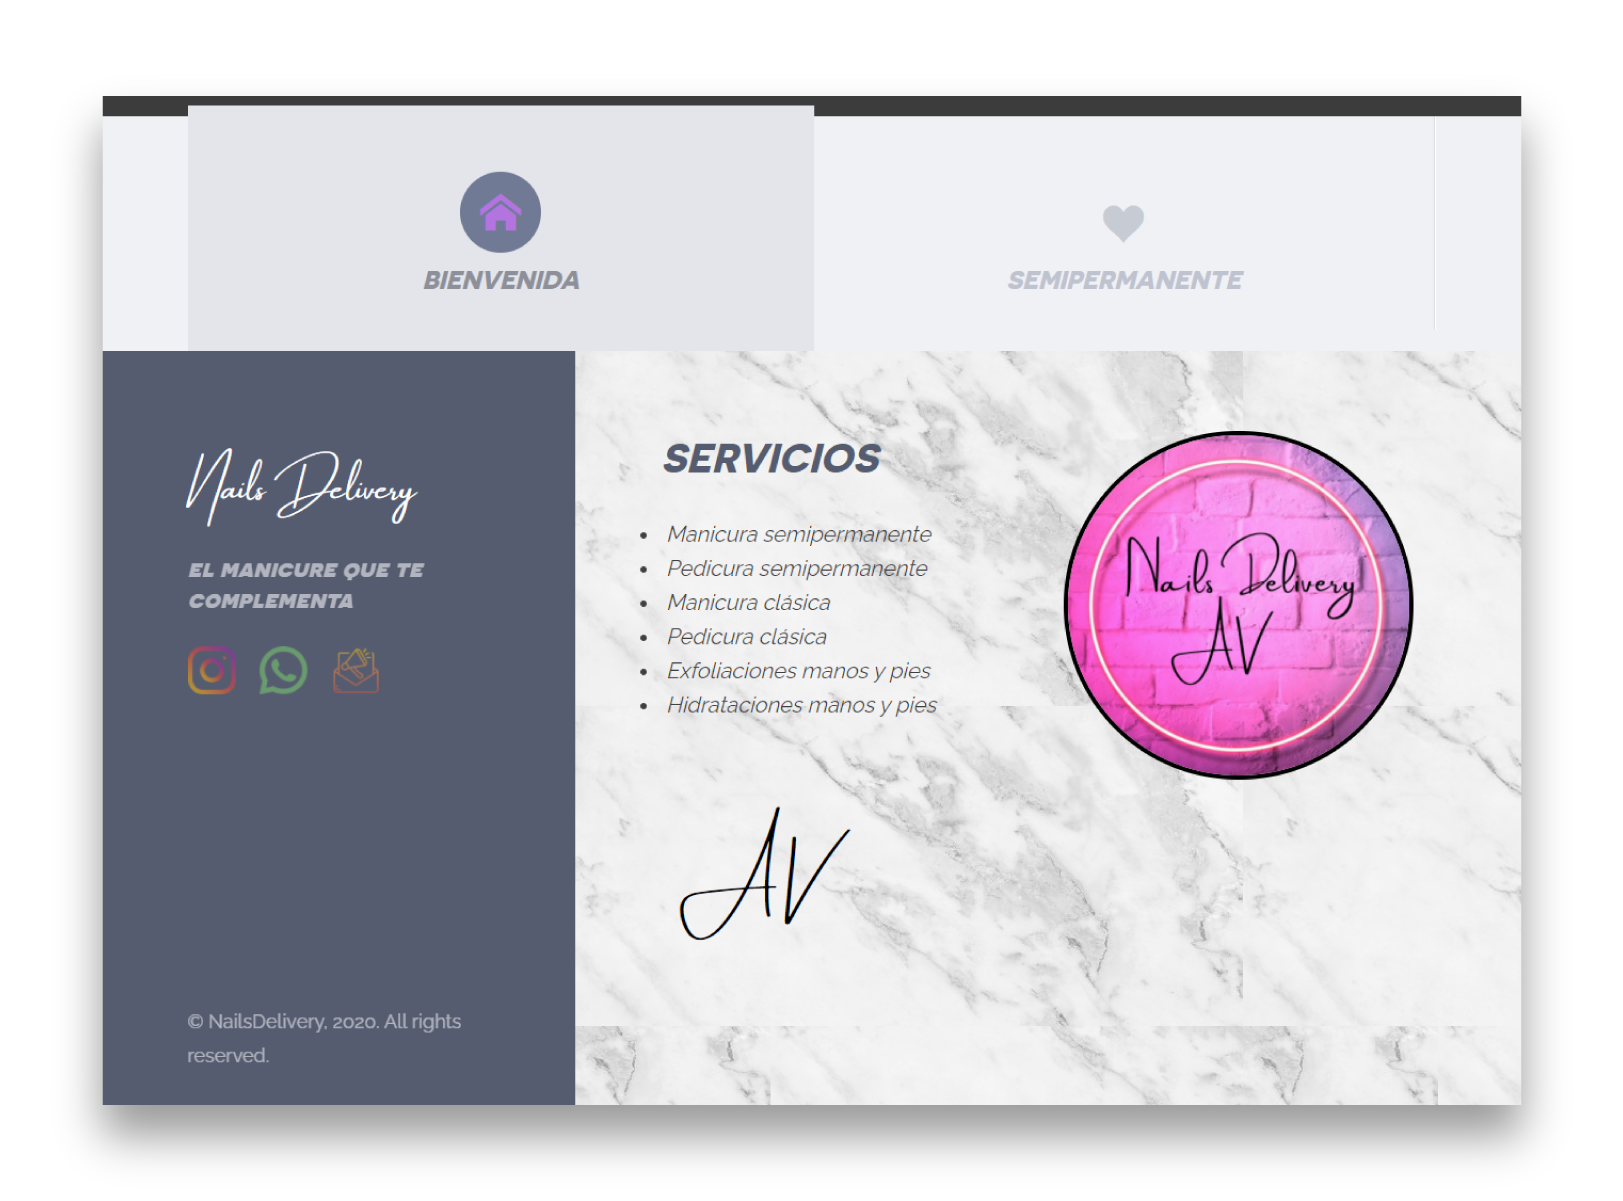 BIENVENIDA
SEMIPERMANENTE
Nails Delivery
EL MANICURE QUE TE
COMPLEMENTA
© NailsDelivery, 2020. All rights
reserved.
SERVICIOS
Manicura semipermanente
Pedicura semipermanente
Manicura clásica
Pedicura clásica
Exfoliaciones manos y pies
Hidrataciones manos y pies
AV
Nails Delivery
AV